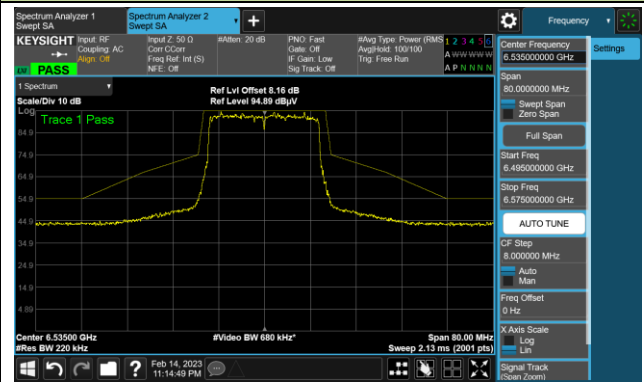 Spectrum Analyzer 1
Swept SA
Spectrum Analyzer 2
Swept SA
Frequency
KEYSIGHT
Input: RF
Coupling: AC
Align: Off
Input Z: 50 Ω
Corr CCorr
Freq Ref: Int (S)
NFE: Off
#Atten: 20 dB
PNO: Fast
Gate: Off
IF Gain: Low
Sig Track: Off
#Avg Type: Power (RMS
Avg|Hold: 100/100
Trig: Free Run
1 2 3 4 5 6
A W W W W W
A P N N N N
PASS
1 Spectrum
Scale/Div 10 dB
Ref Lvl Offset 8.16 dB
Ref Level 94.89 dBµV
Log
Trace 1 Pass
84.9
74.9
64.9
54.9
44.9
34.9
24.9
14.9
4.89
Center 6.53500 GHz
#Res BW 220 kHz
#Video BW 680 kHz*
Span 80.00 MHz
Sweep 2.13 ms (2001 pts)
Feb 14, 2023
11:14:49 PM
Center Frequency
6.535000000 GHz
Settings
Span
80.0000000 MHz
Swept Span
Zero Span
Full Span
Start Freq
6.495000000 GHz
Stop Freq
6.575000000 GHz
AUTO TUNE
CF Step
8.000000 MHz
Auto
Man
Freq Offset
0 Hz
X Axis Scale
Log
Lin
Signal Track
(Span Zoom)